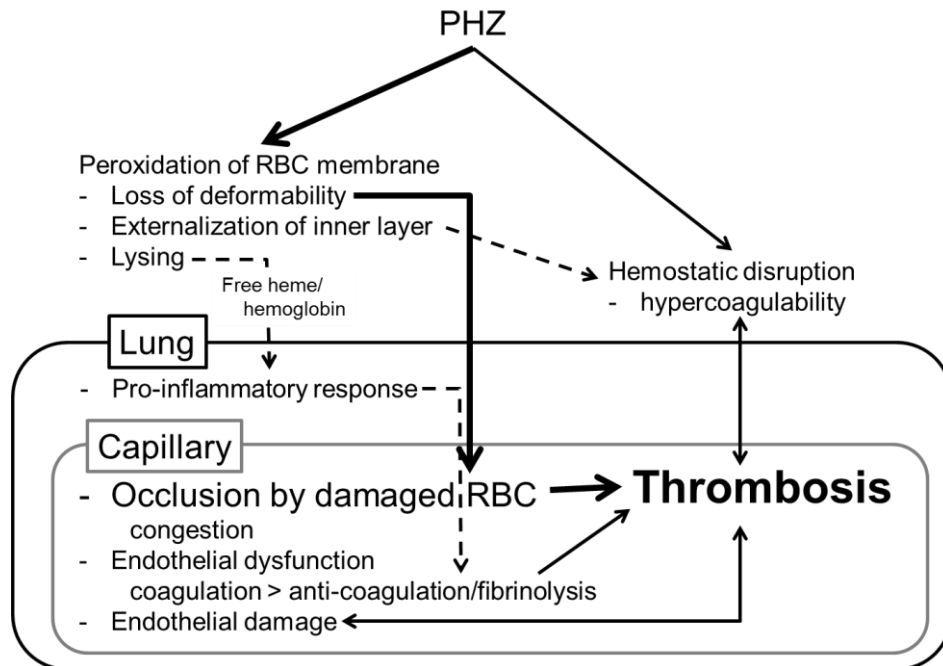 PHZ
Peroxidation of RBC membrane
- Loss of deformability
- Externalization of inner layer
- Lysing
Free heme/
hemoglobin
Hemostatic disruption
- hypercoagulability
Lung
- Pro-inflammatory response
Capillary
- Occlusion by damaged RBC
congestion
Thrombosis
- Endothelial dysfunction
coagulation > anti-coagulation/fibrinolysis
- Endothelial damage